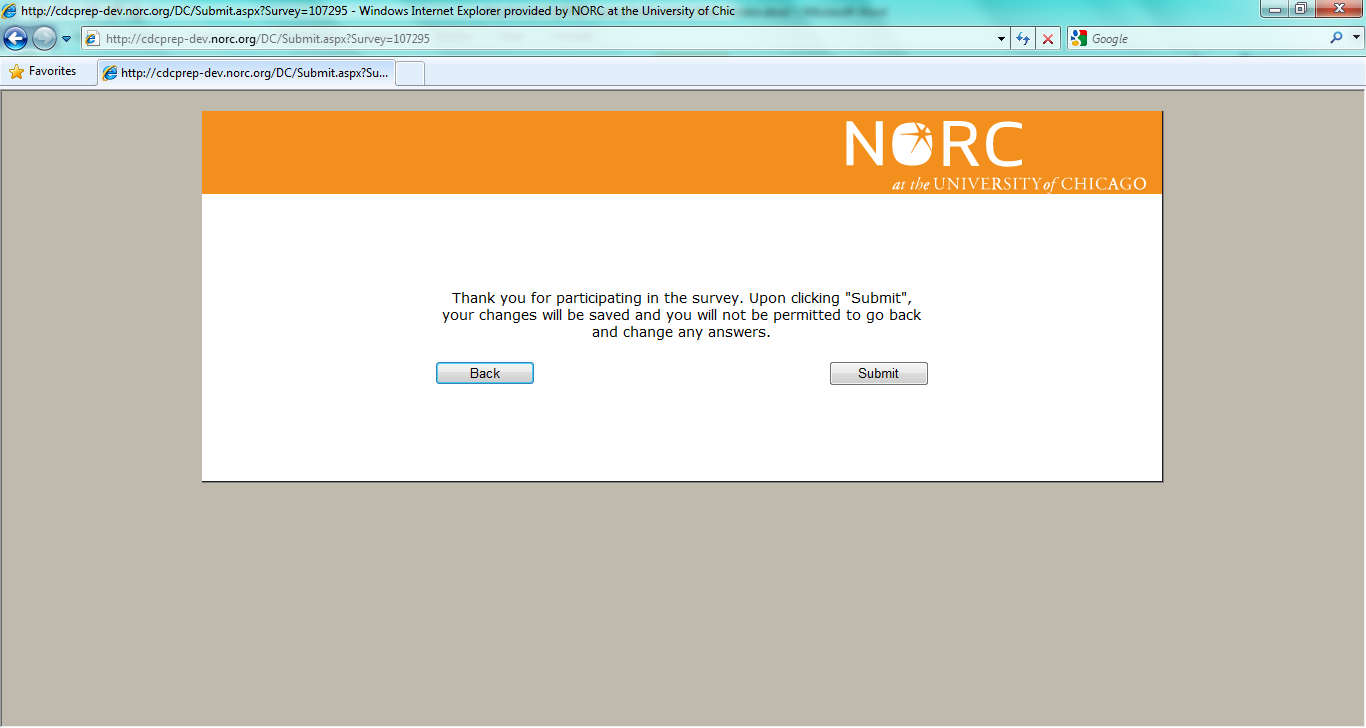 http://cdcprep-dev.norc.org/DC/Submit.aspx?Survey=107295 - Windows Internet Explorer provided by NORC at the University of Chic
http://cdcprep-dev.norc.org/DC/Submit.aspx?Survey=107295
Google
Favorites
http://cdcprep-dev.norc.org/DC/Submit.aspx?Su...
NORC
at the UNIVERSITY of CHICAGO
Thank you for participating in the survey. Upon clicking "Submit",
your changes will be saved and you will not be permitted to go back
and change any answers.
Back
Submit